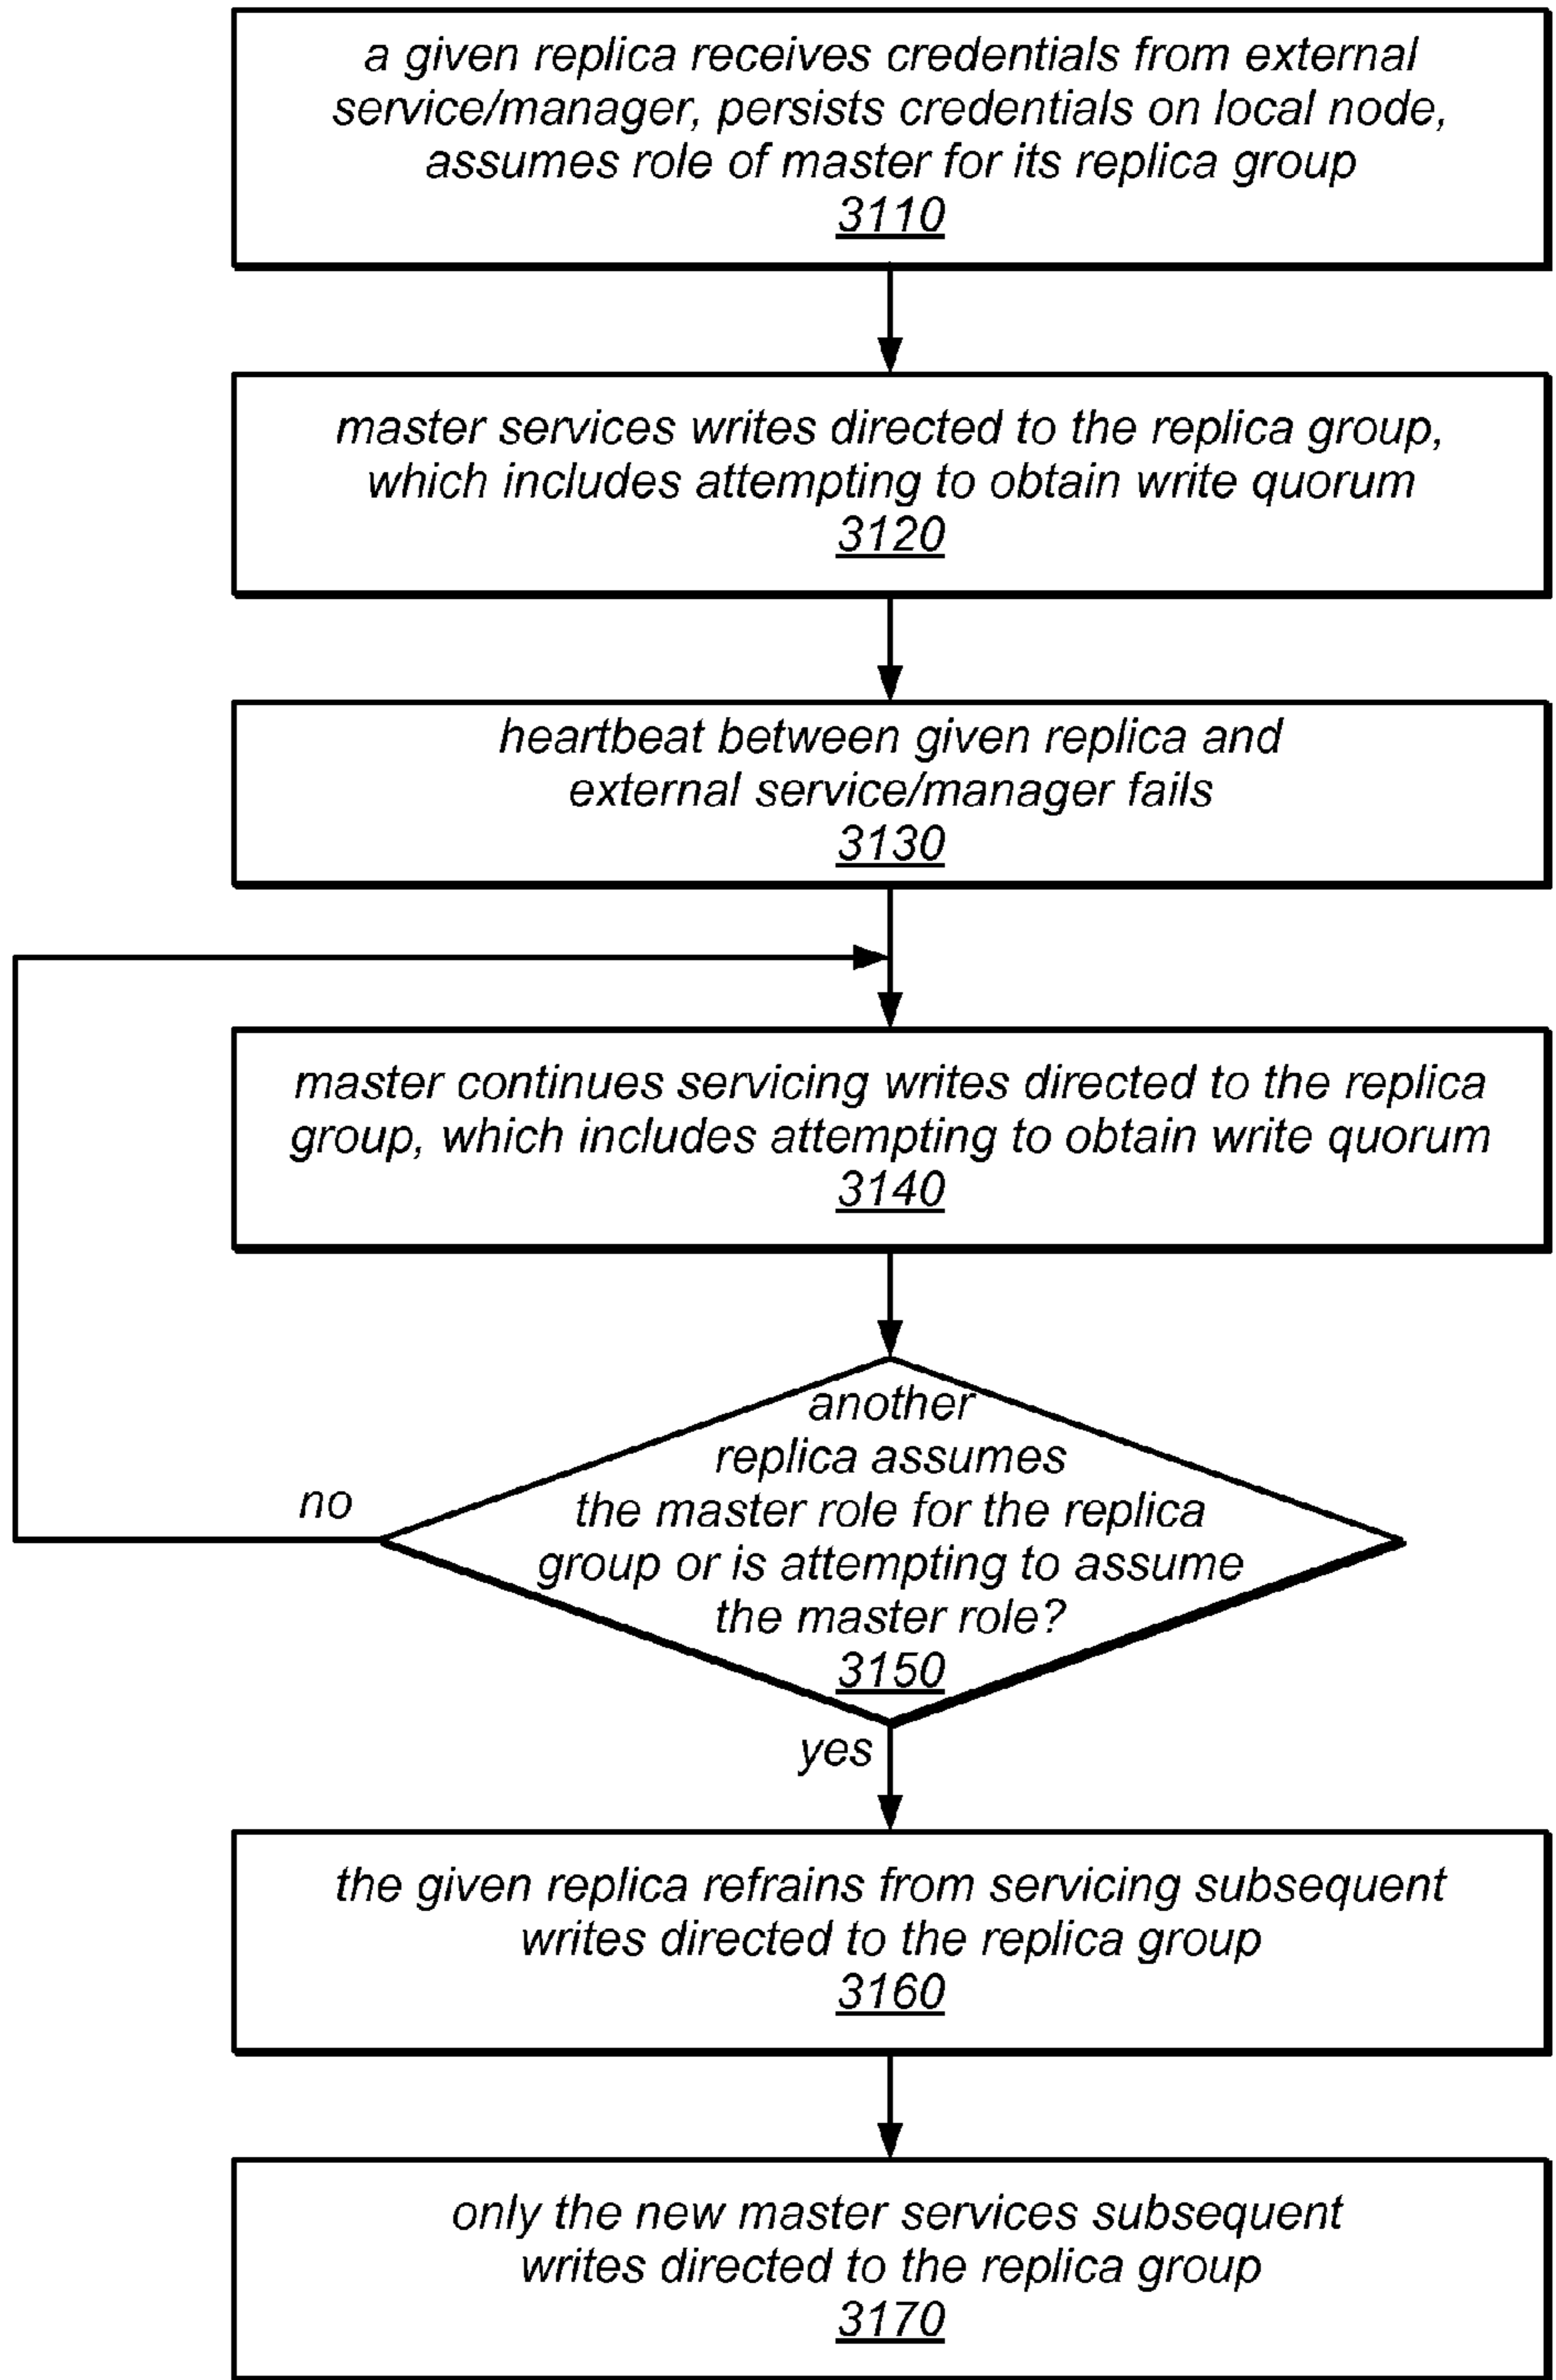 a given replica receives credentials from external
service/manager, persists credentials on local node,
assumes role of master for its replica group
3110
master services writes directed to the replica group,
which includes attempting to obtain write quorum
3120
heartbeat between given replica and
external service/manager fails
3130
master continues servicing writes directed to the replica
group, which includes attempting to obtain write quorum
3140
another
replica assumes
the master role for the replica
group or is attempting to assume
the master role?
3150
no
yes
the given replica refrains from servicing subsequent
writes directed to the replica group
3160
only the new master services subsequent
writes directed to the replica group
3170